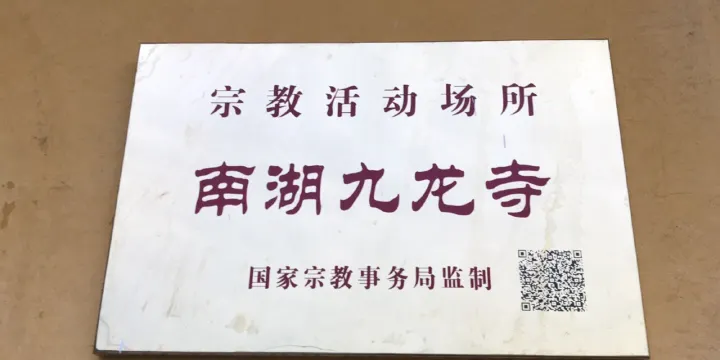 宗教活动场所
南湖九龙寺
国家宗教事务局监制